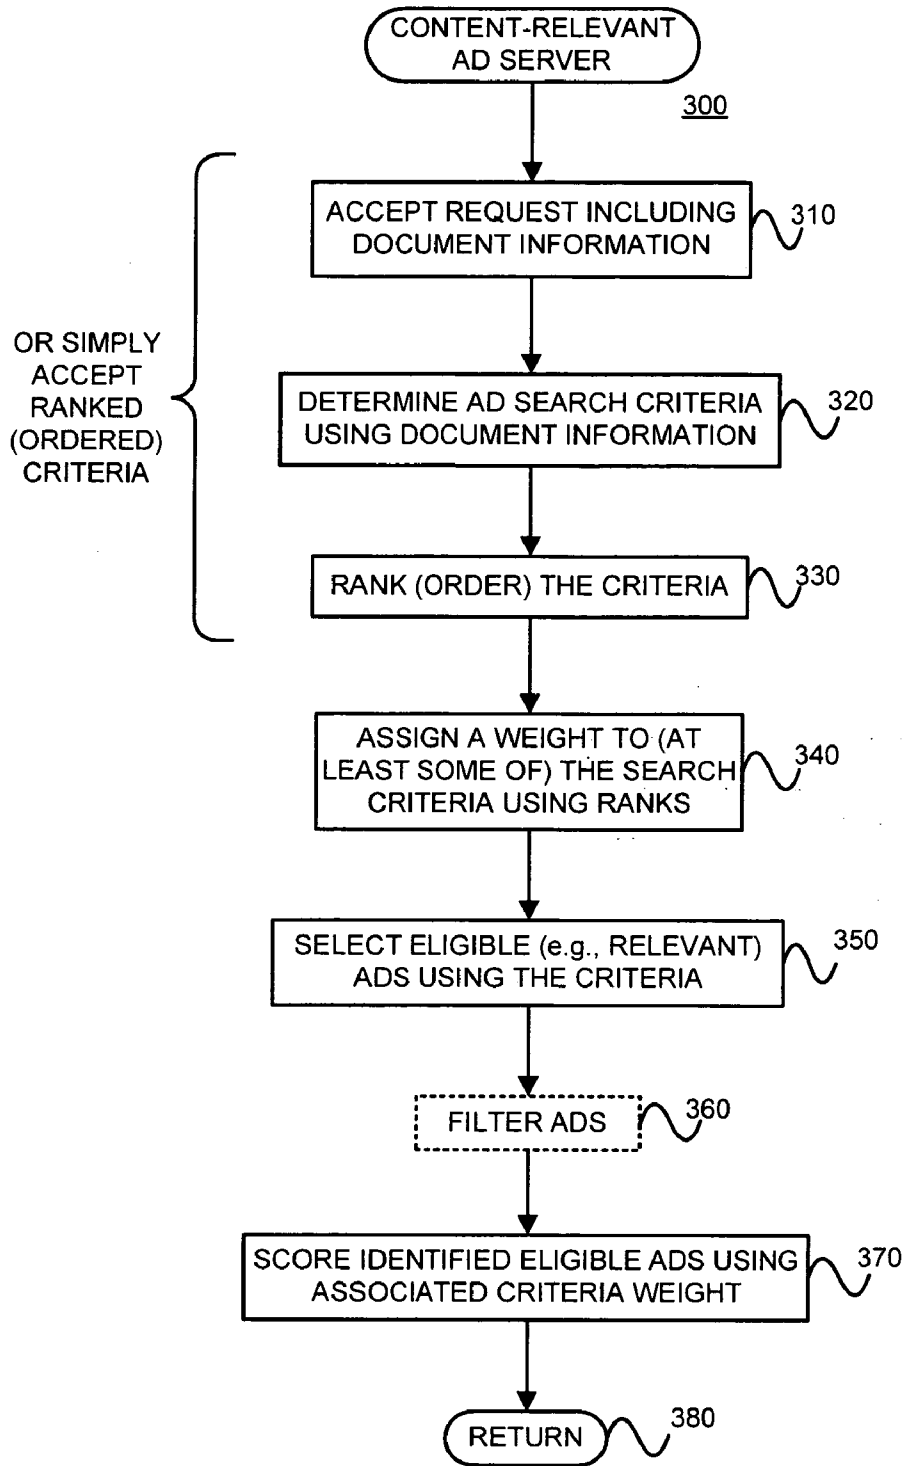 CONTENT-RELEVANT
AD SERVER
300
ACCEPT REQUEST INCLUDING
DOCUMENT INFORMATION
310
OR SIMPLY
ACCEPT
RANKED
(ORDERED)
CRITERIA
DETERMINE AD SEARCH CRITERIA
USING DOCUMENT INFORMATION
320
RANK (ORDER) THE CRITERIA
330
ASSIGN A WEIGHT TO (AT
LEAST SOME OF) THE SEARCH
CRITERIA USING RANKS
340
SELECT ELIGIBLE (e.g., RELEVANT)
ADS USING THE CRITERIA
350
FILTER ADS
360
SCORE IDENTIFIED ELIGIBLE ADS USING
ASSOCIATED CRITERIA WEIGHT
370
RETURN
380